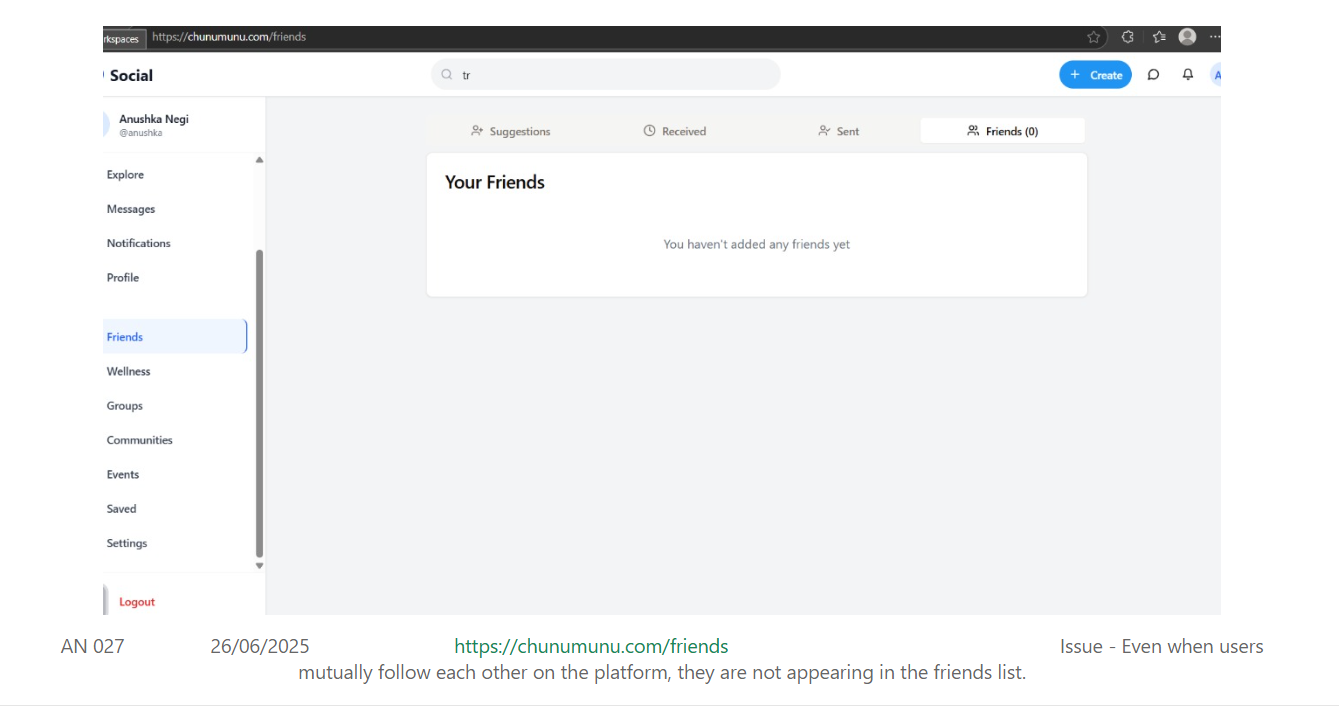 rkspaces https://chunumunu.com/friends
Social
tr
+ Create
Anushka Negi
@anushka
Explore
Messages
Notifications
Profile
Friends
Wellness
Groups
Communities
Events
Saved
Settings
Logout
Suggestions Received Sent Friends (0)
Your Friends
You haven't added any friends yet
AN 027 26/06/2025 https://chunumunu.com/friends Issue - Even when users
mutually follow each other on the platform, they are not appearing in the friends list.